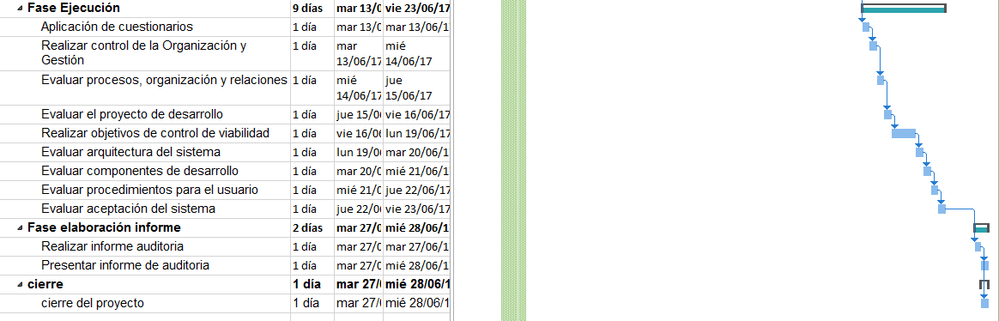 Fase Ejecución 9 días mar 13/0 vie 23/06/17
Aplicación de cuestionarios 1 día mar 13/0 mar 13/06/1
Realizar control de la Organización y Gestión 1 día mar 13/06/17 mié 14/06/17
Evaluar procesos, organización y relaciones 1 día mié 14/06/17 jue 15/06/17
Evaluar el proyecto de desarrollo 1 día jue 15/0 vie 16/06/17
Realizar objetivos de control de viabilidad 1 día vie 16/0 lun 19/06/17
Evaluar arquitectura del sistema 1 día lun 19/0 mar 20/06/1
Evaluar componentes de desarrollo 1 día mar 20/0 mié 21/06/1
Evaluar procedimientos para el usuario 1 día mié 21/0 jue 22/06/17
Evaluar aceptación del sistema 1 día jue 22/0 vie 23/06/17
Fase elaboración informe 2 días mar 27/0 mié 28/06/1
Realizar informe auditoria 1 día mar 27/0 mar 27/06/1
Presentar informe de auditoria 1 día mar 27/0 mié 28/06/1
cierre 1 día mar 27/ mié 28/06/1
cierre del proyecto 1 día mar 27/ mié 28/06/1